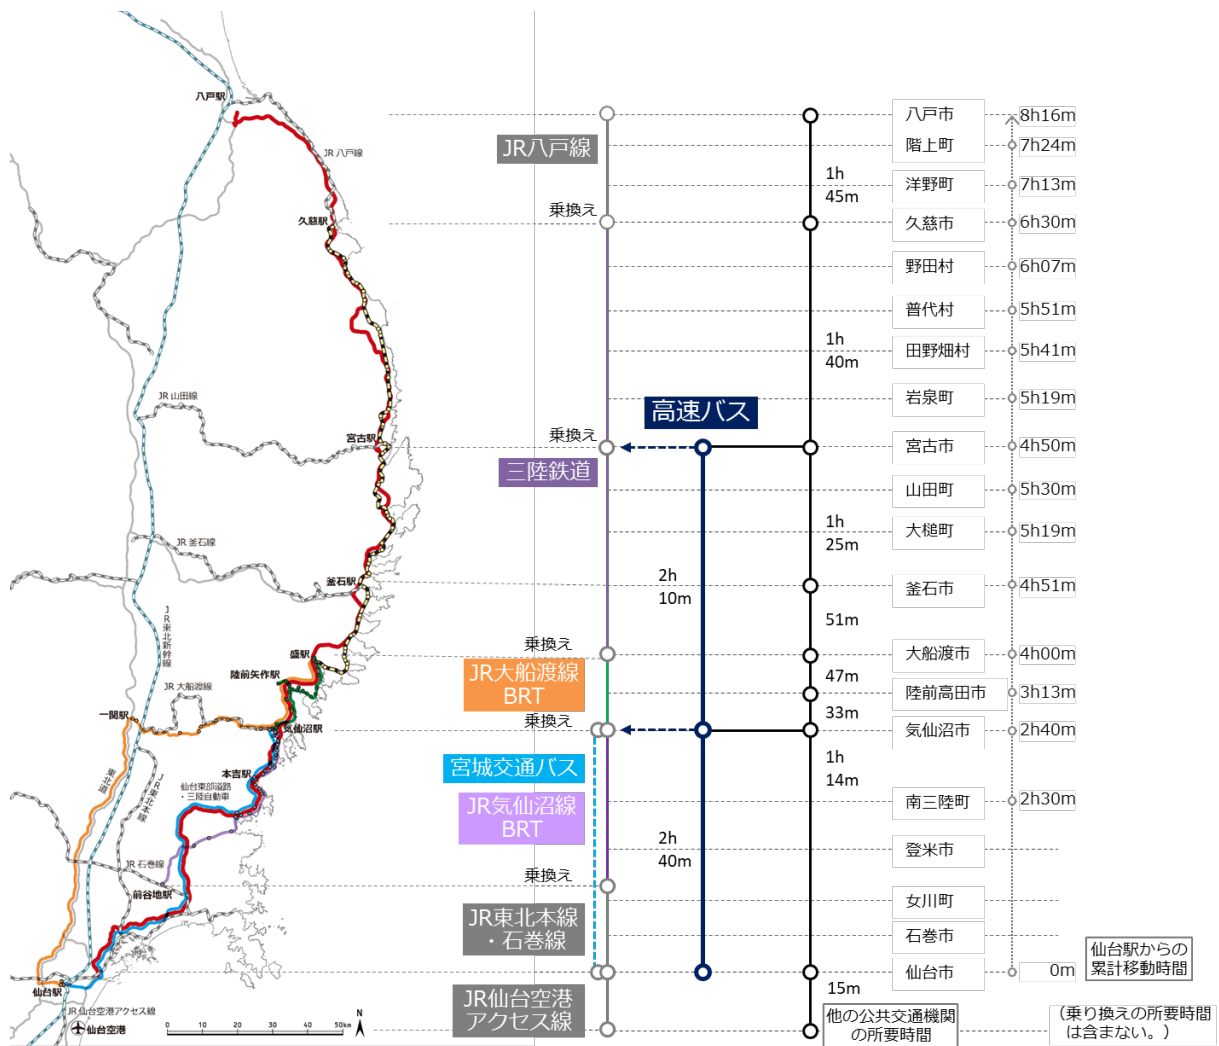 八戸駅
JR 八戸線
久慈駅
JR 山田線
宮古駅
JR 釜石線
釜石駅
JR東北新幹線
盛駅
陸前矢作駅
JR 大船渡線
一関駅
気仙沼駅
東北道
JR東北本線
本吉駅
仙台東部道路
・三陸自動車
JR 石巻線
前谷地駅
仙台駅
JR 仙台空港アクセス線
仙台空港
0 10 20 30 40 50km
N
JR八戸線
乗換え
乗換え
三陸鉄道
乗換え
JR大船渡線
BRT
乗換え
宮城交通バス
JR気仙沼線
BRT
乗換え
JR東北本線
・石巻線
JR仙台空港
アクセス線
高速バス
2h
10m
2h
40m
1h
45m
1h
40m
1h
25m
51m
47m
33m
1h
14m
15m
他の公共交通機関
の所要時間
八戸市 8h16m
階上町 7h24m
洋野町 7h13m
久慈市 6h30m
野田村 6h07m
普代村 5h51m
田野畑村 5h41m
岩泉町 5h19m
宮古市 4h50m
山田町 5h30m
大槌町 5h19m
釜石市 4h51m
大船渡市 4h00m
陸前高田市 3h13m
気仙沼市 2h40m
南三陸町 2h30m
登米市
女川町
石巻市
仙台市 0m
仙台駅からの
累計移動時間
（乗り換えの所要時間
は含まない。）